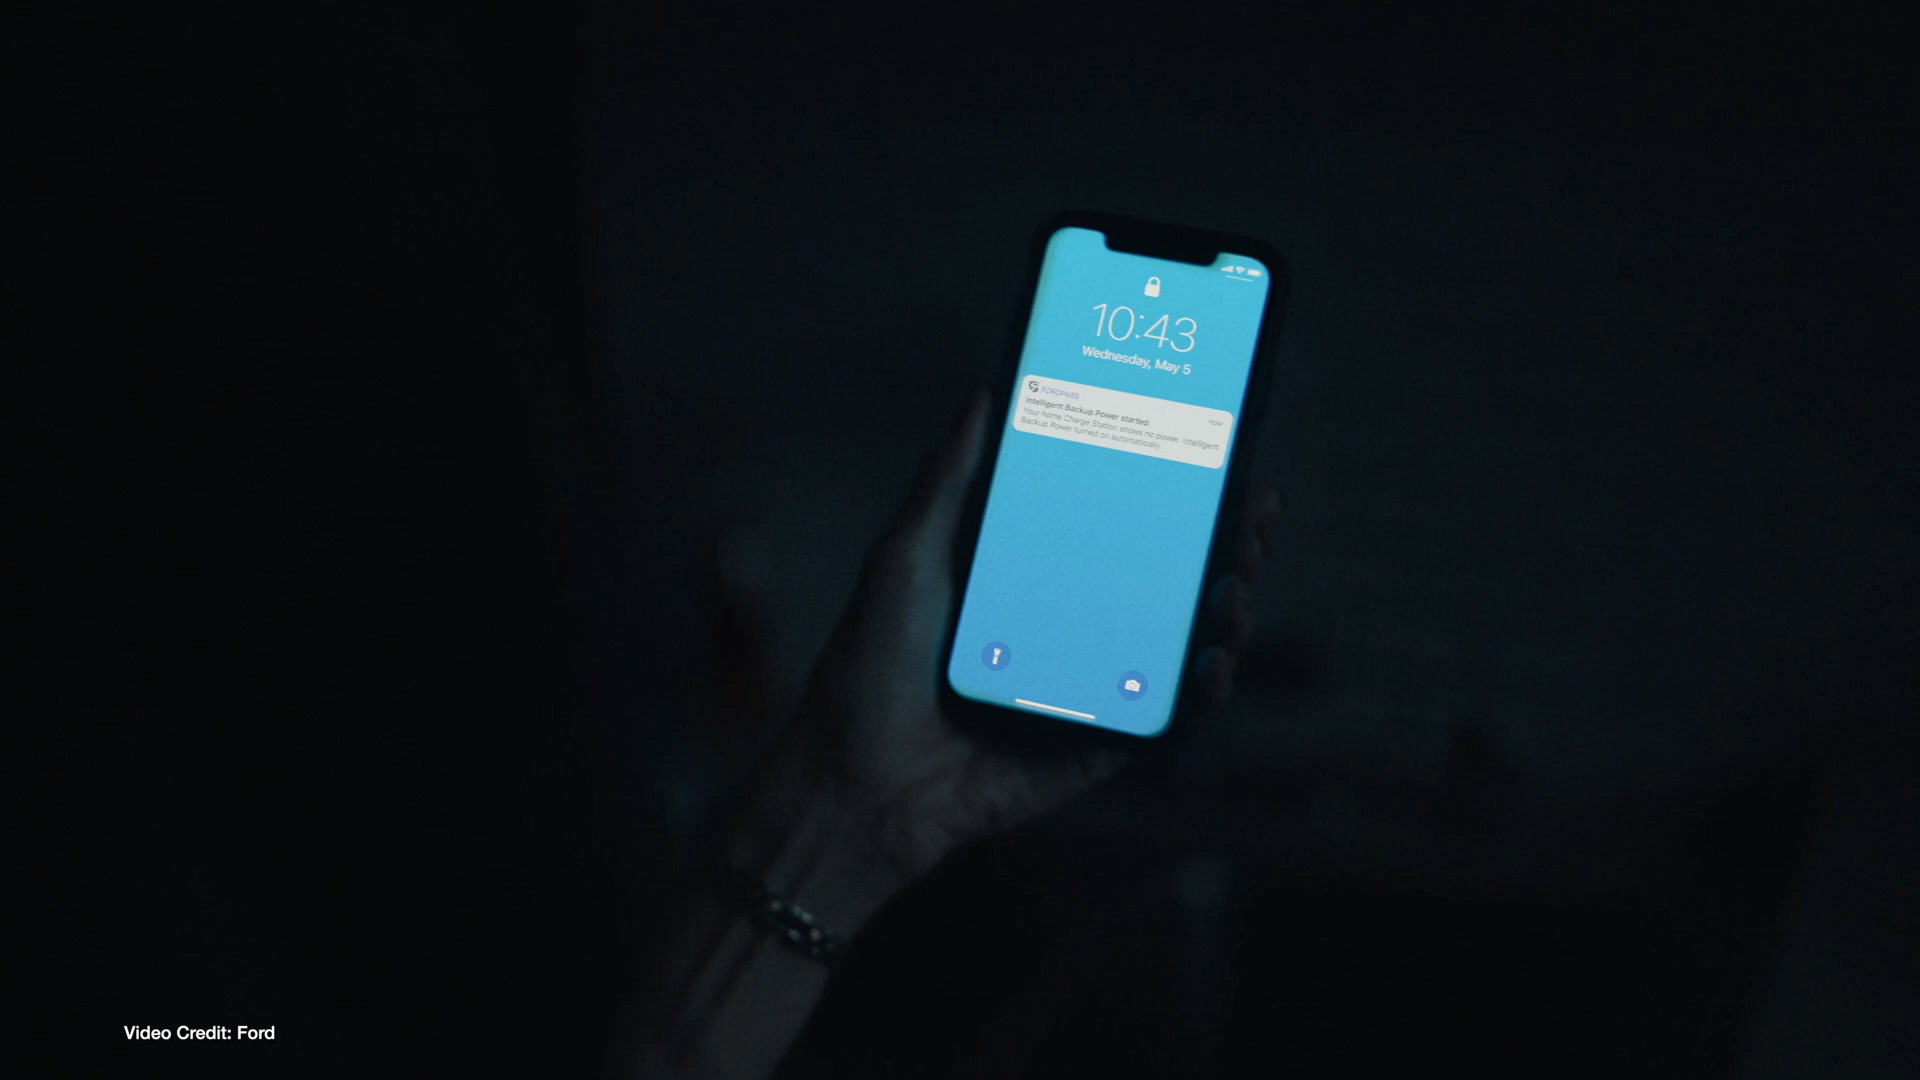 10:43
Wednesday, May 5
FORDPASS
now
Intelligent Backup Power started
Your home Charge Station shows no power. Intelligent
Backup Power turned on automatically.
Video Credit: Ford